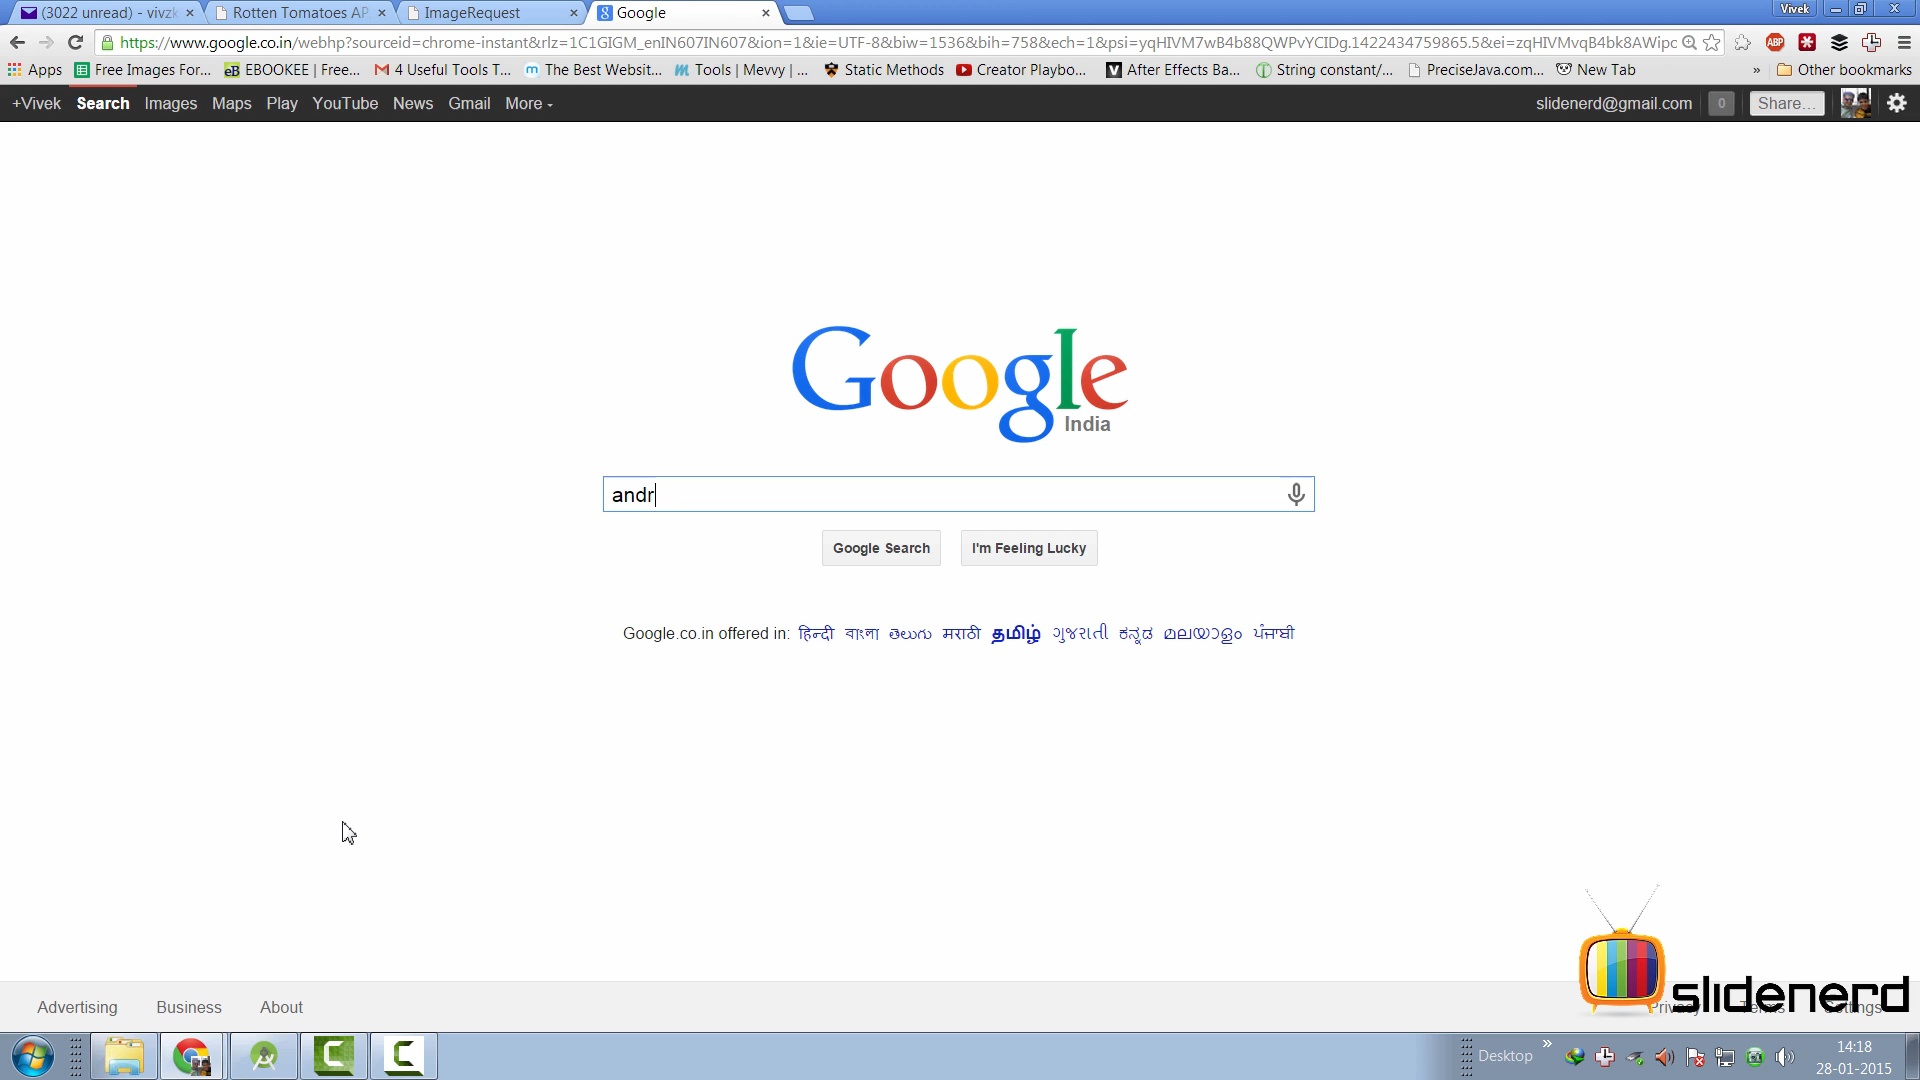 (3022 unread) - vivzk
Rotten Tomatoes AP
ImageRequest
Google
Vivek
https://www.google.co.in/webhp?sourceid=chrome-instant&rlz=1C1GIGM_enIN607IN607&ion=1&ie=UTF-8&biw=1536&bih=758&ech=1&psi=yqHIVM7wB4b88QWPvYCIDg.1422434759865.5&ei=zqHIVMvqB4bk8AWipc
ABP
Apps
Free Images For...
EBOOKEE | Free...
4 Useful Tools T...
The Best Websit...
Tools | Mevvy | ...
Static Methods
Creator Playbo...
After Effects Ba...
String constant/...
PreciseJava.com...
New Tab
»
Other bookmarks
+Vivek Search Images Maps Play YouTube News Gmail More
slidenerd@gmail.com 0 Share...
Google
India
andr
Google Search
I'm Feeling Lucky
Google.co.in offered in: हिन्दी বাংলা తెలుగు मराठी தமிழ் ગુજરાતી ಕನ್ನಡ മലയാളം ਪੰਜਾਬੀ
slidenerd
Advertising Business About Privacy Terms Settings
Desktop
»
14:18
28-01-2015